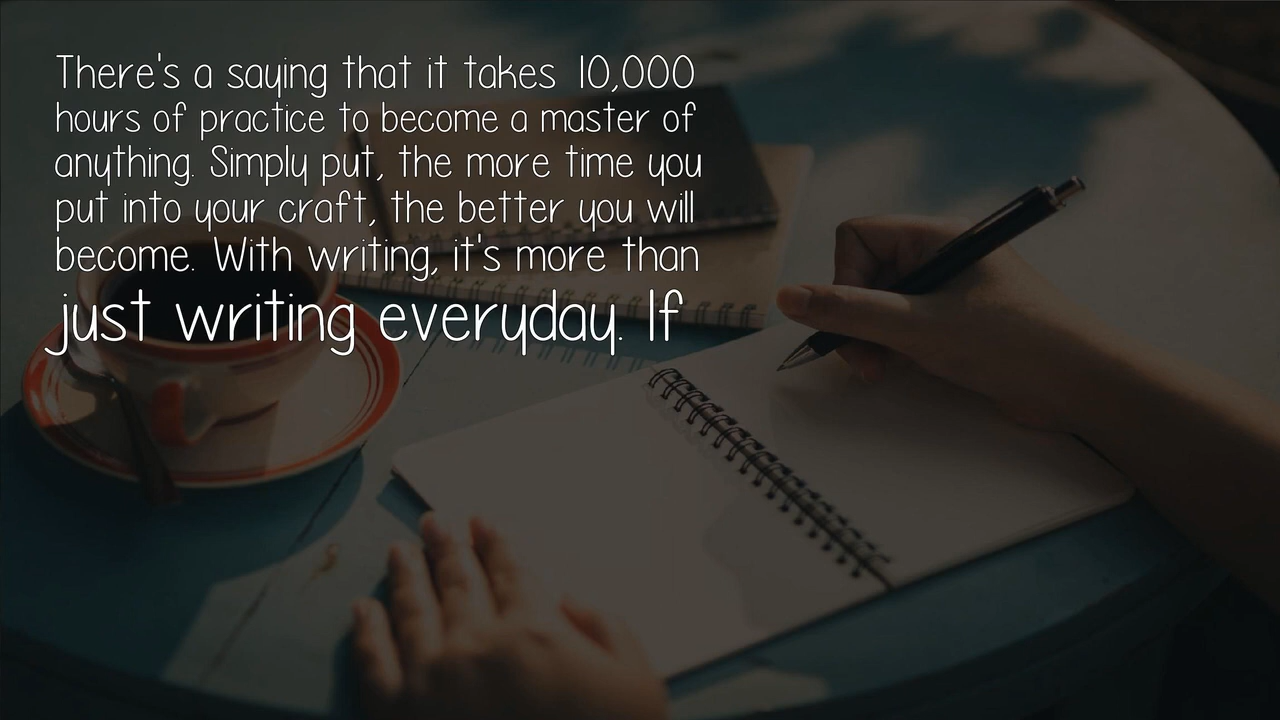 There's a saying that it takes 10,000
hours of practice to become a master of
anything. Simply put, the more time you
put into your craft, the better you will
become. With writing, it's more than
just writing everyday. If